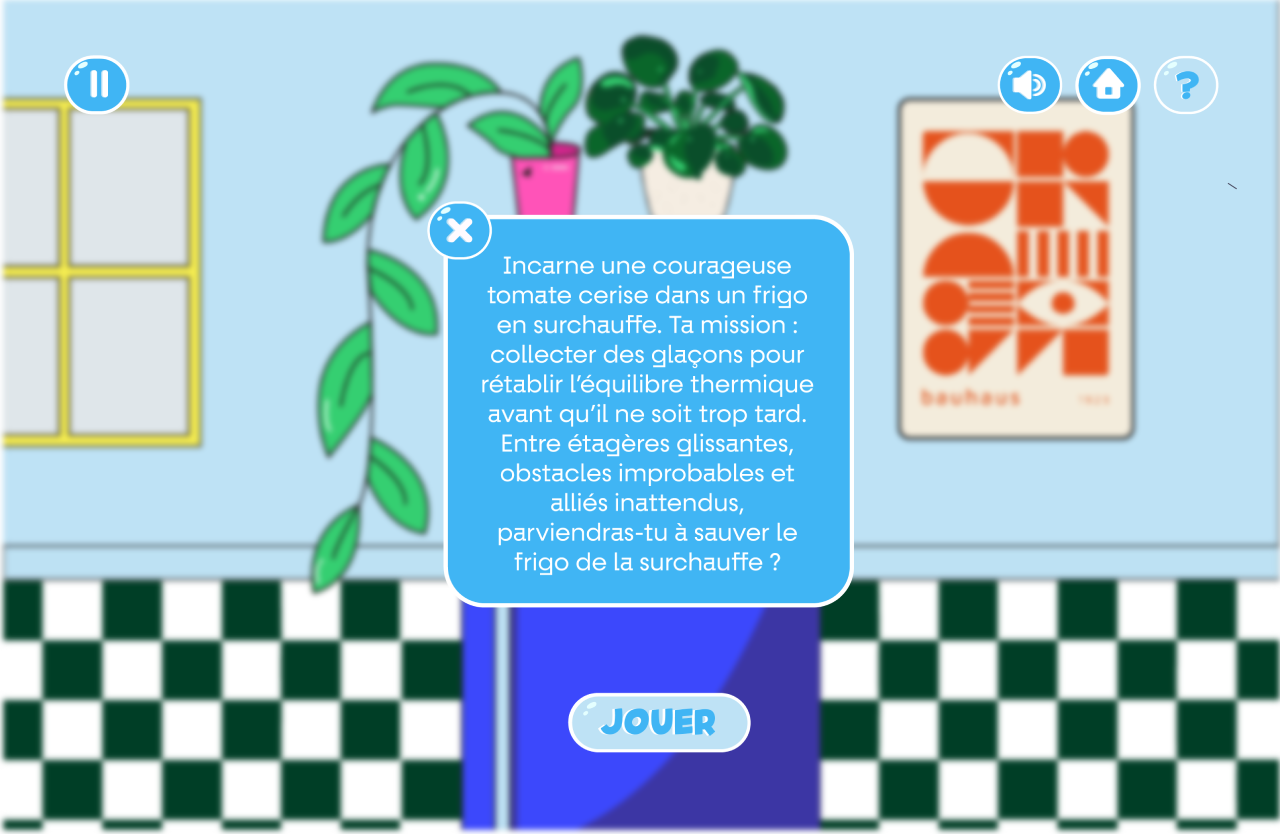 ?
Incarne une courageuse
tomate cerise dans un frigo
en surchauffe. Ta mission :
collecter des glaçons pour
rétablir l’équilibre thermique
avant qu’il ne soit trop tard.
Entre étagères glissantes,
obstacles improbables et
alliés inattendus,
parviendras-tu à sauver le
frigo de la surchauffe ?
bauhaus
JOUER